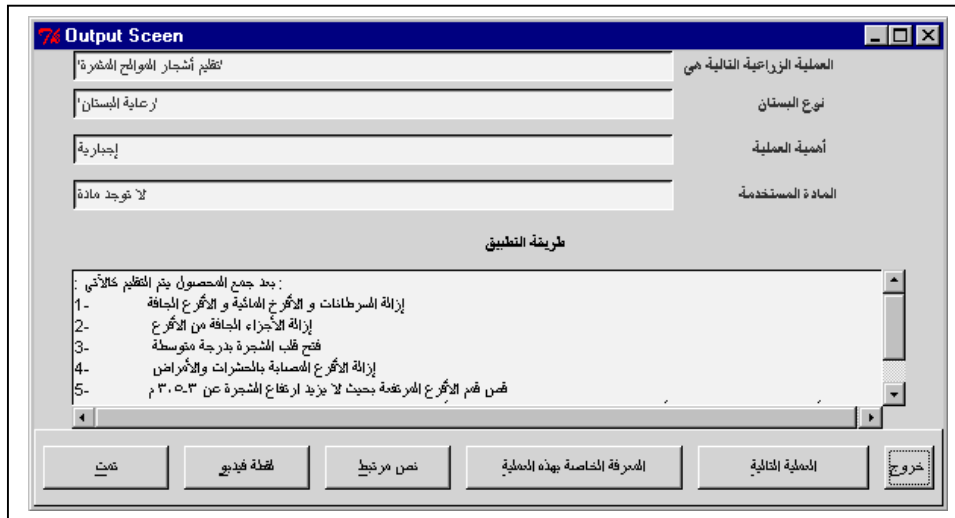 Output Sceen
العملية الزراعية التالية هى 'تقليم أشجار الموالح المثمرة'
نوع البستان 'رعاية البستان'
أهمية العملية إجبارية
المادة المستخدمة لا توجد مادة
طريقة التطبيق
: بعد جمع المحصول يتم التقليم كالآتي :
1- إزالة السرطانات و الأفرخ المائية و الأفرع الجافة
2- إزالة الأجزاء الجافة من الأفرع
3- فتح قلب الشجرة بدرجة متوسطة
4- إزالة الأفرع المصابة بالحشرات والأمراض
5- قص قمم الأفرع المرتفعة بحيث لا يزيد ارتفاع الشجرة عن ٣-٣.٥ م
خروج العملية التالية المعرفة الخاصة بهذه العملية نص مرتبط لقطة فيديو تمت